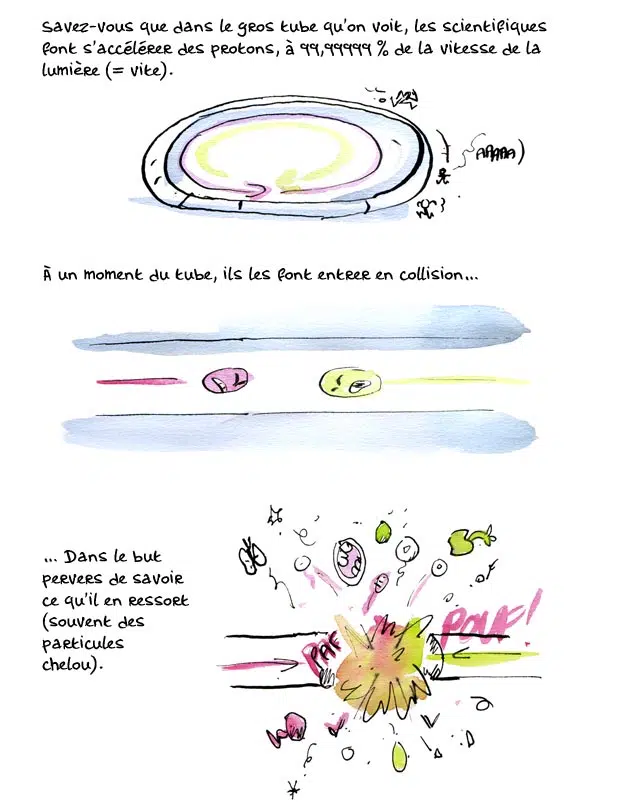 Savez-vous que dans le gros tube qu'on voit, les scientifiques
font s'accélérer des protons, à 99,99999 % de la vitesse de la
lumière (= vite).
AAAAA
À un moment du tube, ils les font entrer en collision...
... Dans le but
pervers de savoir
ce qu'il en ressort
(souvent des
particules
chelou).
PAF
POUF!